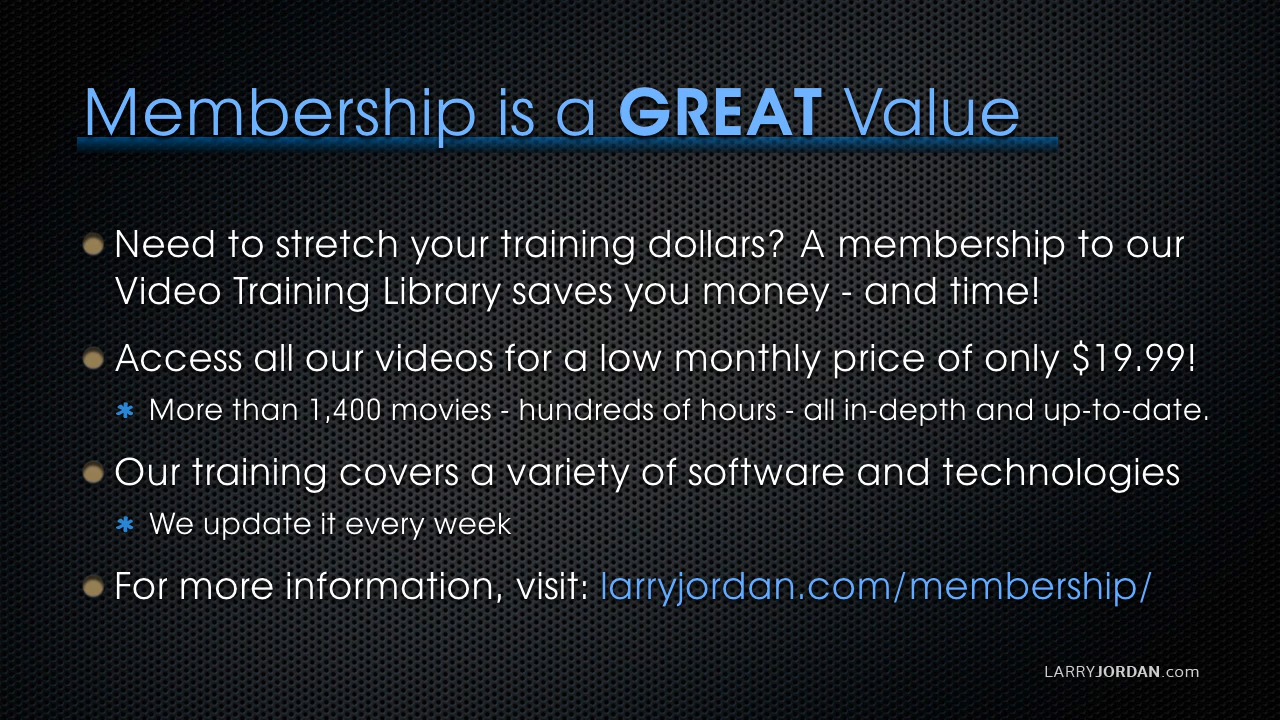 Membership is a GREAT Value
Need to stretch your training dollars? A membership to our
Video Training Library saves you money - and time!
Access all our videos for a low monthly price of only $19.99!
More than 1,400 movies - hundreds of hours - all in-depth and up-to-date.
Our training covers a variety of software and technologies
We update it every week
For more information, visit: larryjordan.com/membership/
LARRYJORDAN.com